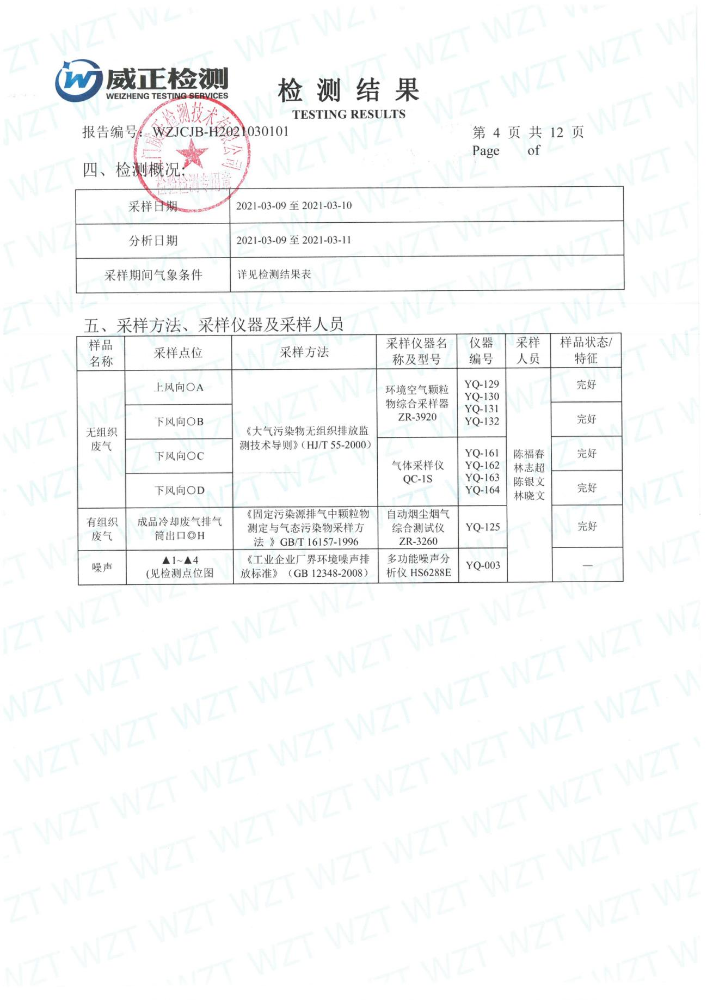 威正检测
WEIZHENG TESTING SERVICES
检测结果
TESTING RESULTS
报告编号：WZJCJB-H2021030101
第 4 页 共 12 页
Page of
门威正检测技术有限公司
检验检测专用章
四、检测概况：
采样日期 2021-03-09 至 2021-03-10
分析日期 2021-03-09 至 2021-03-11
采样期间气象条件 详见检测结果表
五、采样方法、采样仪器及采样人员
样品
名称
采样点位
采样方法
采样仪器名
称及型号
仪器
编号
采样
人员
样品状态/
特征
无组织
废气
上风向○A
下风向○B
下风向○C
下风向○D
《大气污染物无组织排放监
测技术导则》（HJ/T 55-2000）
环境空气颗粒
物综合采样器
ZR-3920
YQ-129
YQ-130
YQ-131
YQ-132
气体采样仪
QC-1S
YQ-161
YQ-162
YQ-163
YQ-164
陈福春
林志超
陈银文
林晓文
完好
完好
完好
完好
有组织
废气
成品冷却废气排气
筒出口◎H
《固定污染源排气中颗粒物
测定与气态污染物采样方
法 》GB/T 16157-1996
自动烟尘烟气
综合测试仪
ZR-3260
YQ-125
完好
噪声
▲1~▲4
(见检测点位图
《工业企业厂界环境噪声排
放标准》（GB 12348-2008）
多功能噪声分
析仪 HS6288E
YQ-003
—